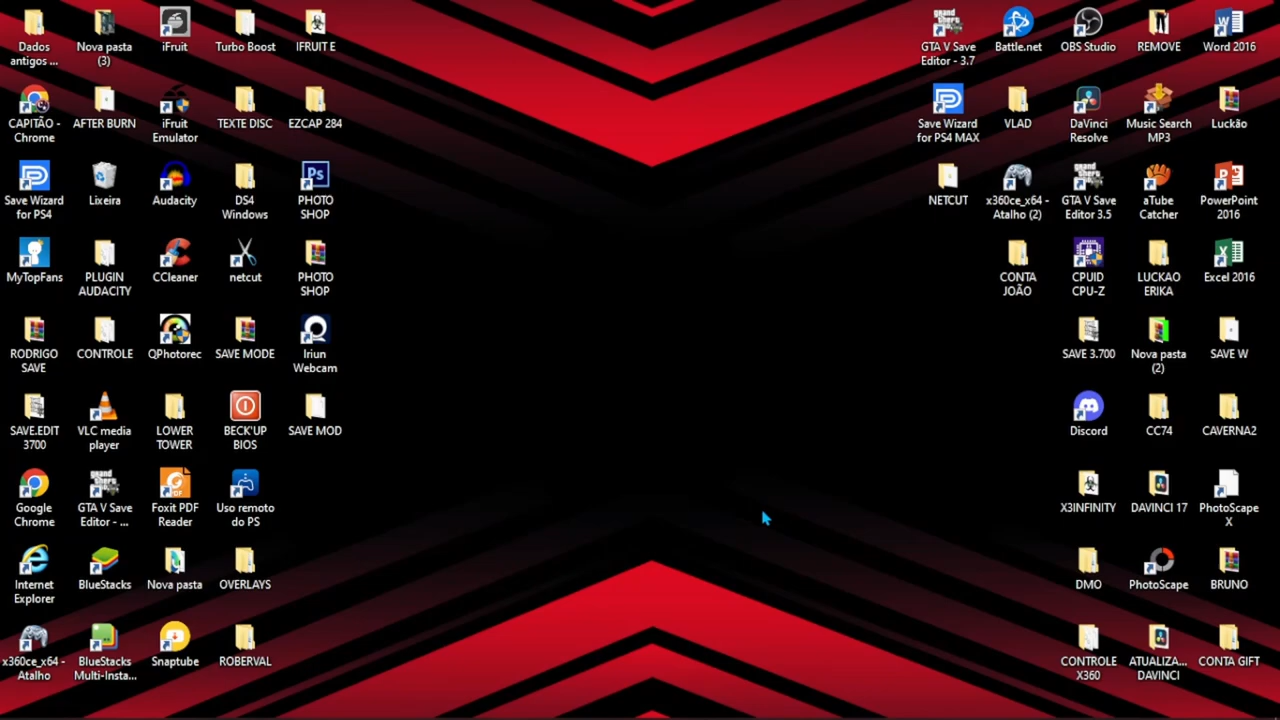 Dados
antigos ...
Nova pasta
(3)
iFruit
Turbo Boost
IFRUIT E
GTA V Save
Editor - 3.7
Battle.net
OBS Studio
REMOVE
Word 2016
CAPITÃO -
Chrome
AFTER BURN
iFruit
Emulator
TEXTE DISC
EZCAP 284
Save Wizard
for PS4 MAX
VLAD
DaVinci
Resolve
Music Search
MP3
Luckão
Save Wizard
for PS4
Lixeira
Audacity
DS4
Windows
Ps
PHOTO
SHOP
NETCUT
x360ce_x64 -
Atalho (2)
GTA V Save
Editor 3.5
aTube
Catcher
PowerPoint
2016
MyTopFans
PLUGIN
AUDACITY
CCleaner
netcut
PHOTO
SHOP
CONTA
JOÃO
CPUID
CPU-Z
LUCKAO
ERIKA
Excel 2016
RODRIGO
SAVE
CONTROLE
QPhotorec
SAVE MODE
Iriun
Webcam
SAVE 3.700
Nova pasta
(2)
SAVE W
SAVE.EDIT
3700
VLC media
player
LOWER
TOWER
BECK'UP
BIOS
SAVE MOD
Discord
CC74
CAVERNA2
Google
Chrome
GTA V Save
Editor - ...
Foxit PDF
Reader
Uso remoto
do PS
X3INFINITY
DAVINCI 17
PhotoScape
X
Internet
Explorer
BlueStacks
Nova pasta
OVERLAYS
DMO
PhotoScape
BRUNO
x360ce_x64 -
Atalho
BlueStacks
Multi-Insta...
Snaptube
ROBERVAL
CONTROLE
X360
ATUALIZA...
DAVINCI
CONTA GIFT